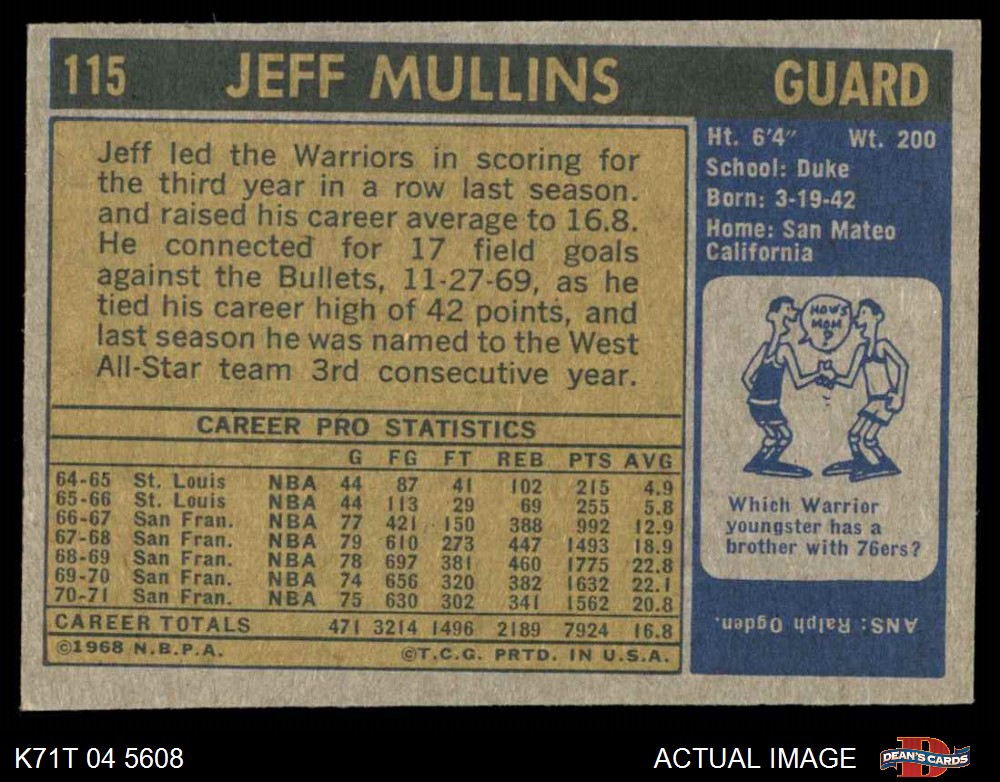 115 JEFF MULLINS GUARD
Jeff led the Warriors in scoring for
the third year in a row last season.
and raised his career average to 16.8.
He connected for 17 field goals
against the Bullets, 11-27-69, as he
tied his career high of 42 points, and
last season he was named to the West
All-Star team 3rd consecutive year.
CAREER PRO STATISTICS
G FG FT REB PTS AVG
64-65 St. Louis NBA 44 87 41 102 215 4.9
65-66 St. Louis NBA 44 113 29 69 255 5.8
66-67 San Fran. NBA 77 421 150 388 992 12.9
67-68 San Fran. NBA 79 610 273 447 1493 18.9
68-69 San Fran. NBA 78 697 381 460 1775 22.8
69-70 San Fran. NBA 74 656 320 382 1632 22.1
70-71 San Fran. NBA 75 630 302 341 1562 20.8
CAREER TOTALS 471 3214 1496 2189 7924 16.8
©1968 N.B.P.A. ©T.C.G. PRTD. IN U.S.A.
Ht. 6'4" Wt. 200
School: Duke
Born: 3-19-42
Home: San Mateo
California
HOW'S
MOM
?
Which Warrior
youngster has a
brother with 76ers?
ANS: Ralph Ogden.
K71T 04 5608 ACTUAL IMAGE
DEAN'S CARDS